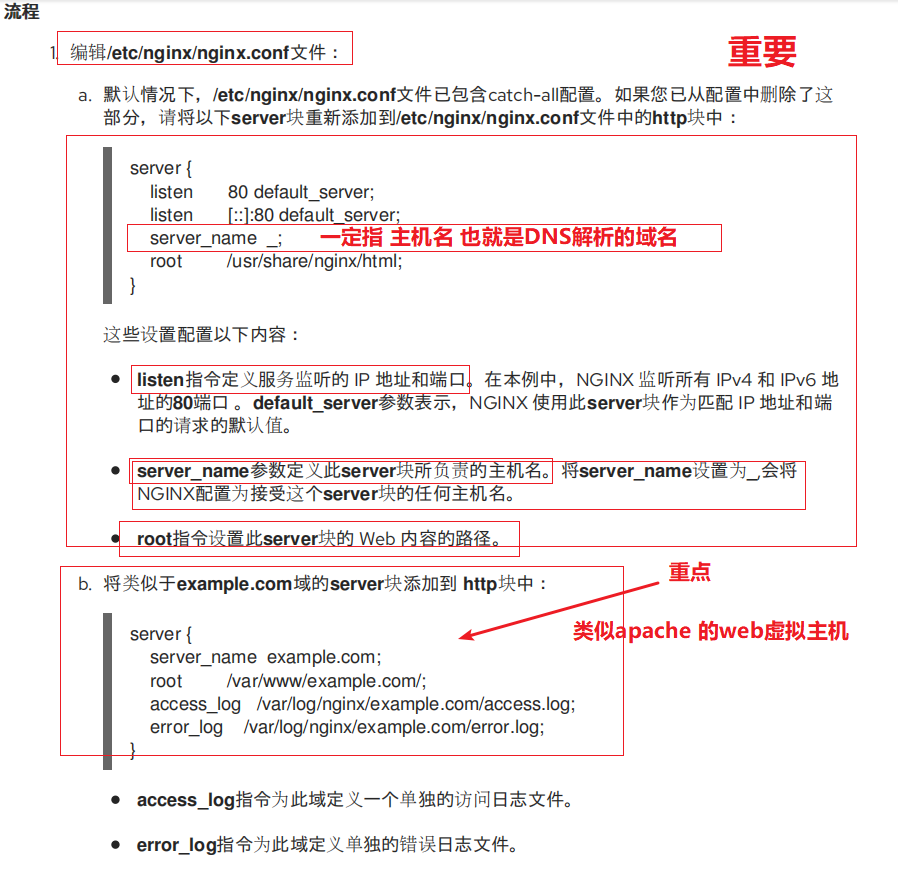 流程
1. 编辑/etc/nginx/nginx.conf文件：
重要
a. 默认情况下，/etc/nginx/nginx.conf文件已包含catch-all配置。如果您已从配置中删除了这
部分，请将以下server块重新添加到/etc/nginx/nginx.conf文件中的http块中：
server {
listen 80 default_server;
listen [::]:80 default_server;
server_name _; 一定指 主机名 也就是DNS解析的域名
root /usr/share/nginx/html;
}
这些设置配置以下内容：
● listen指令定义服务监听的 IP 地址和端口。在本例中，NGINX 监听所有 IPv4 和 IPv6 地
址的80端口 。default_server参数表示，NGINX 使用此server块作为匹配 IP 地址和端
口的请求的默认值。
● server_name参数定义此server块所负责的主机名。将server_name设置为_,会将
NGINX配置为接受这个server块的任何主机名。
● root指令设置此server块的 Web 内容的路径。
重点
b. 将类似于example.com域的server块添加到 http块中：
类似apache 的web虚拟主机
server {
server_name example.com;
root /var/www/example.com/;
access_log /var/log/nginx/example.com/access.log;
error_log /var/log/nginx/example.com/error.log;
}
● access_log指令为此域定义一个单独的访问日志文件。
● error_log指令为此域定义单独的错误日志文件。